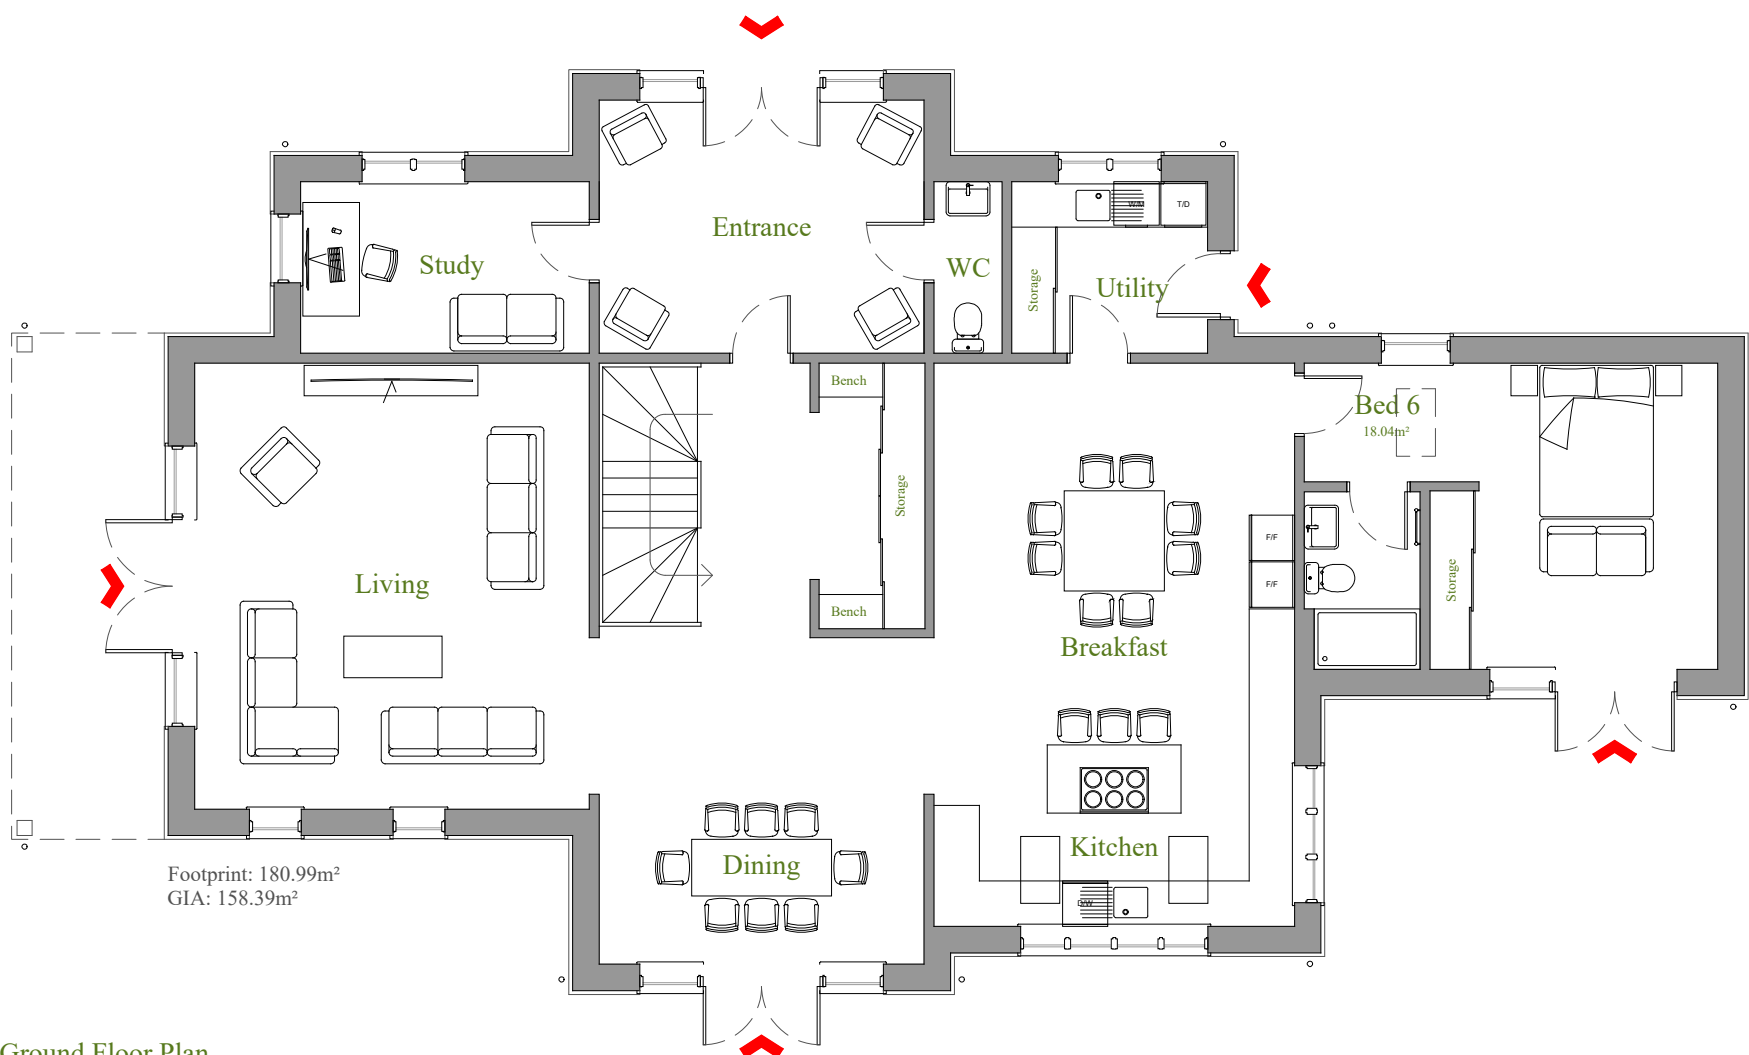 Entrance
Study
WC
W/M
T/D
Utility
Storage
Bench
Bed 6
18.04m²
Storage
F/F
F/F
Storage
Living
Bench
Breakfast
Kitchen
Dining
D/W
Footprint: 180.99m²
GIA: 158.39m²
Ground Floor Plan